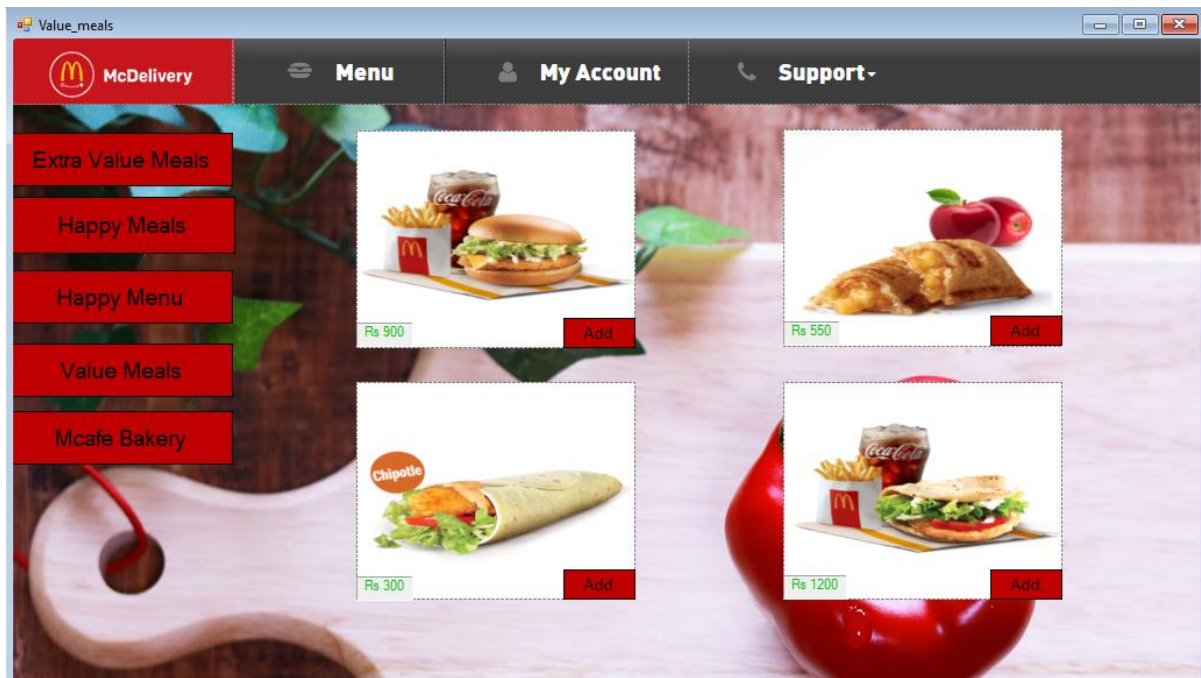 Value_meals
McDelivery
Menu
My Account
Support
Extra Value Meals
Happy Meals
Happy Menu
Value Meals
Mcafe Bakery
Coca-Cola
Rs 900
Add
Rs 550
Add
Chipotle
Rs 300
Add
Coca-Cola
Rs 1200
Add